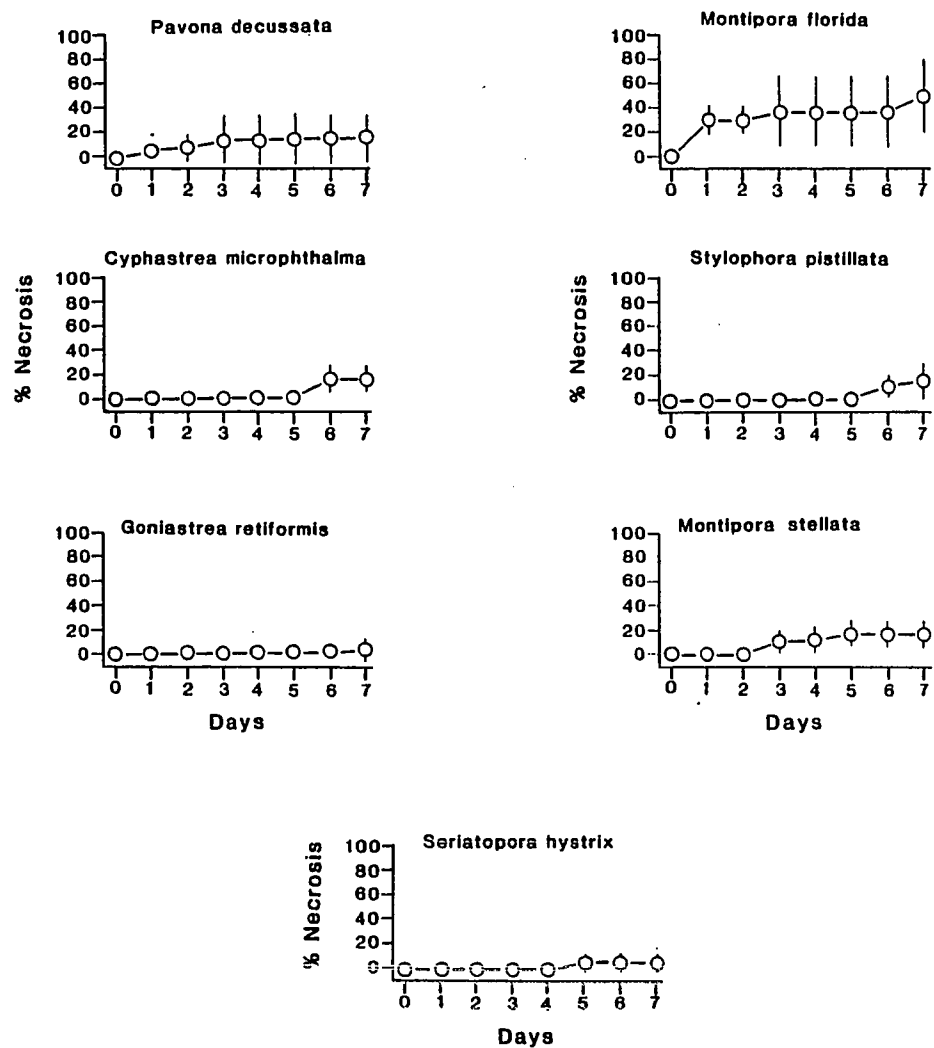 Pavona decussata
100
80
60
40
20
0
0 1 2 3 4 5 6 7
Montipora florida
100
80
60
40
20
0
0 1 2 3 4 5 6 7
Cyphastrea microphthalma
% Necrosis
100
80
60
40
20
0
0 1 2 3 4 5 6 7
Stylophora pistillata
% Necrosis
100
80
60
40
20
0
0 1 2 3 4 5 6 7
Goniastrea retiformis
100
80
60
40
20
0
0 1 2 3 4 5 6 7
Days
Montipora stellata
100
80
60
40
20
0
0 1 2 3 4 5 6 7
Days
Seriatopora hystrix
% Necrosis
100
80
60
40
20
0
0 1 2 3 4 5 6 7
Days